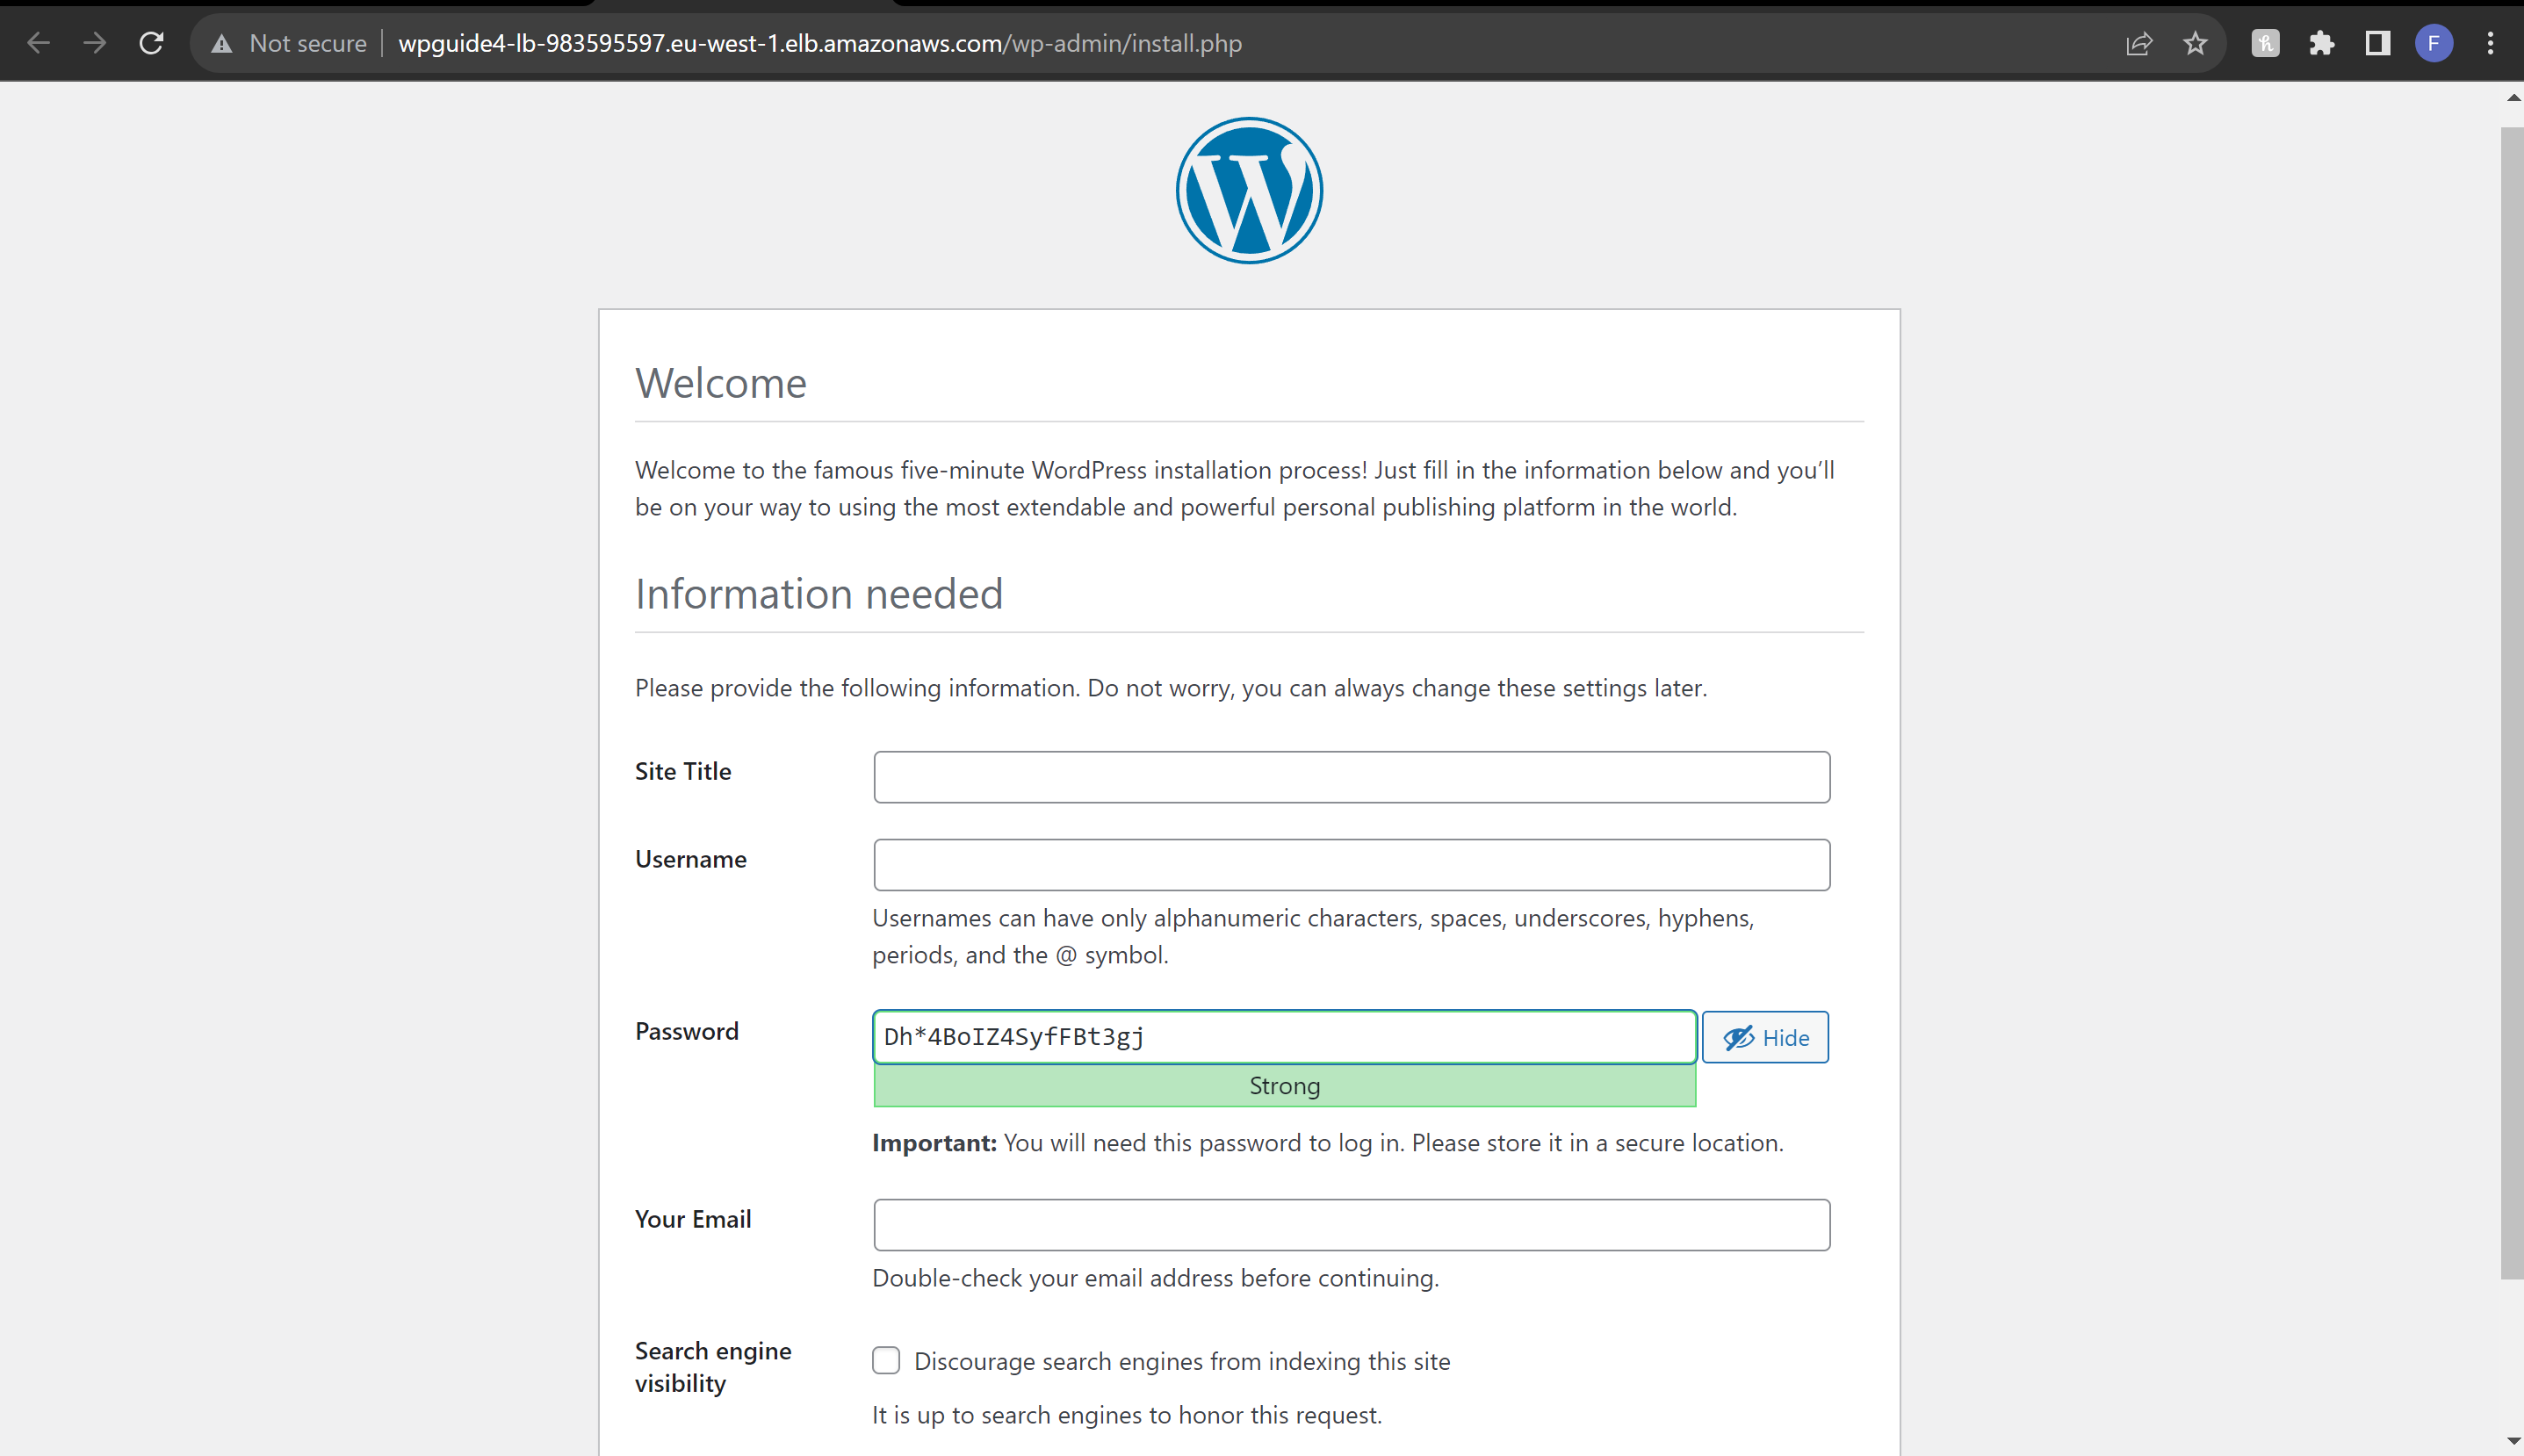 Not secure
wpguide4-lb-983595597.eu-west-1.elb.amazonaws.com/wp-admin/install.php
F
W
Welcome
Welcome to the famous five-minute WordPress installation process! Just fill in the information below and you’ll
be on your way to using the most extendable and powerful personal publishing platform in the world.
Information needed
Please provide the following information. Do not worry, you can always change these settings later.
Site Title
Username
Usernames can have only alphanumeric characters, spaces, underscores, hyphens,
periods, and the @ symbol.
Password
Dh*4BoIZ4SyfFBt3gj
Hide
Strong
Important: You will need this password to log in. Please store it in a secure location.
Your Email
Double-check your email address before continuing.
Search engine
visibility
Discourage search engines from indexing this site
It is up to search engines to honor this request.